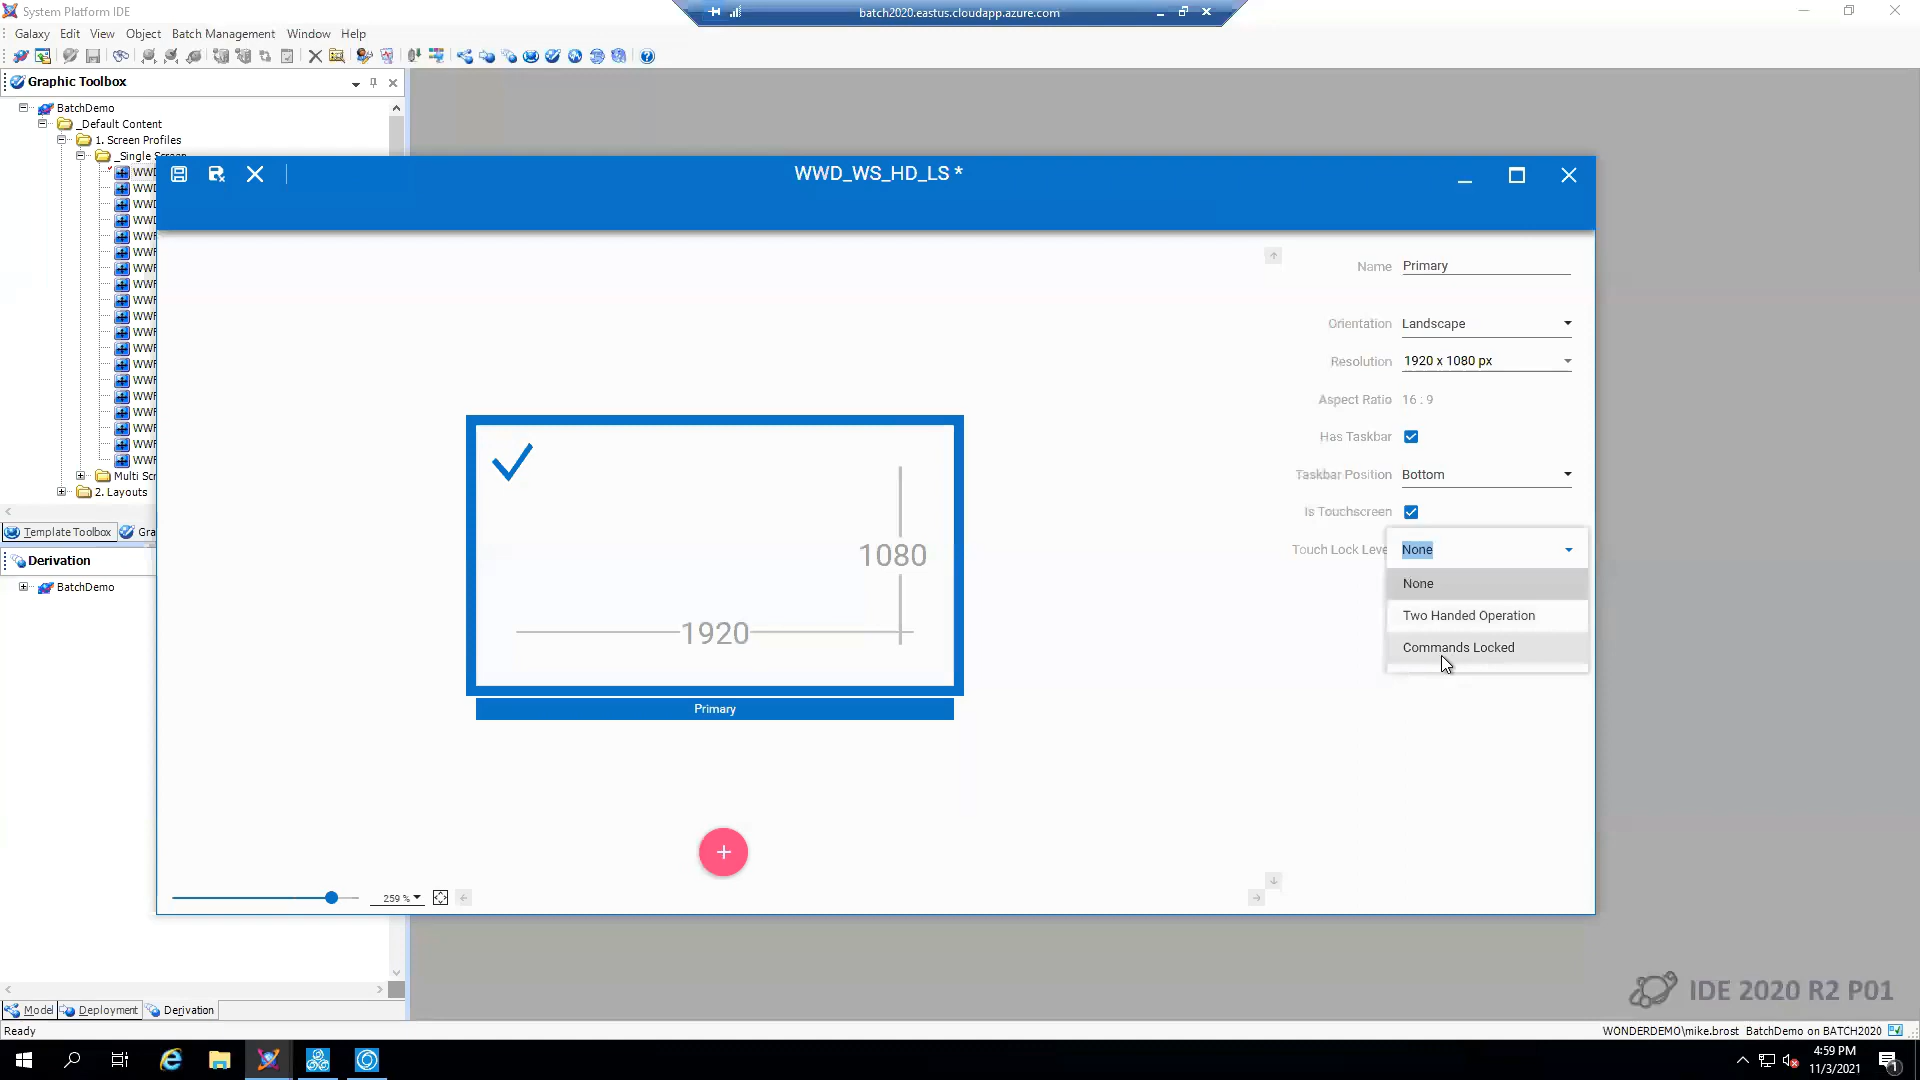 System Platform IDE
batch2020.eastus.cloudapp.azure.com
Galaxy Edit View Object Batch Management Window Help
Graphic Toolbox
BatchDemo
_Default Content
1. Screen Profiles
_Single Screen
WWD_WS_HD_LS *
Name Primary
Orientation Landscape
Resolution 1920 x 1080 px
Aspect Ratio 16 : 9
Has Taskbar
Taskbar Position Bottom
Is Touchscreen
Touch Lock Leve None
None
Two Handed Operation
Commands Locked
1080
1920
Primary
+
259 %
Multi Scr
2. Layouts
Template Toolbox Gra
Derivation
BatchDemo
Model Deployment Derivation
IDE 2020 R2 P01
Ready
WONDERDEMO\mike.brost BatchDemo on BATCH2020
4:59 PM
11/3/2021
1